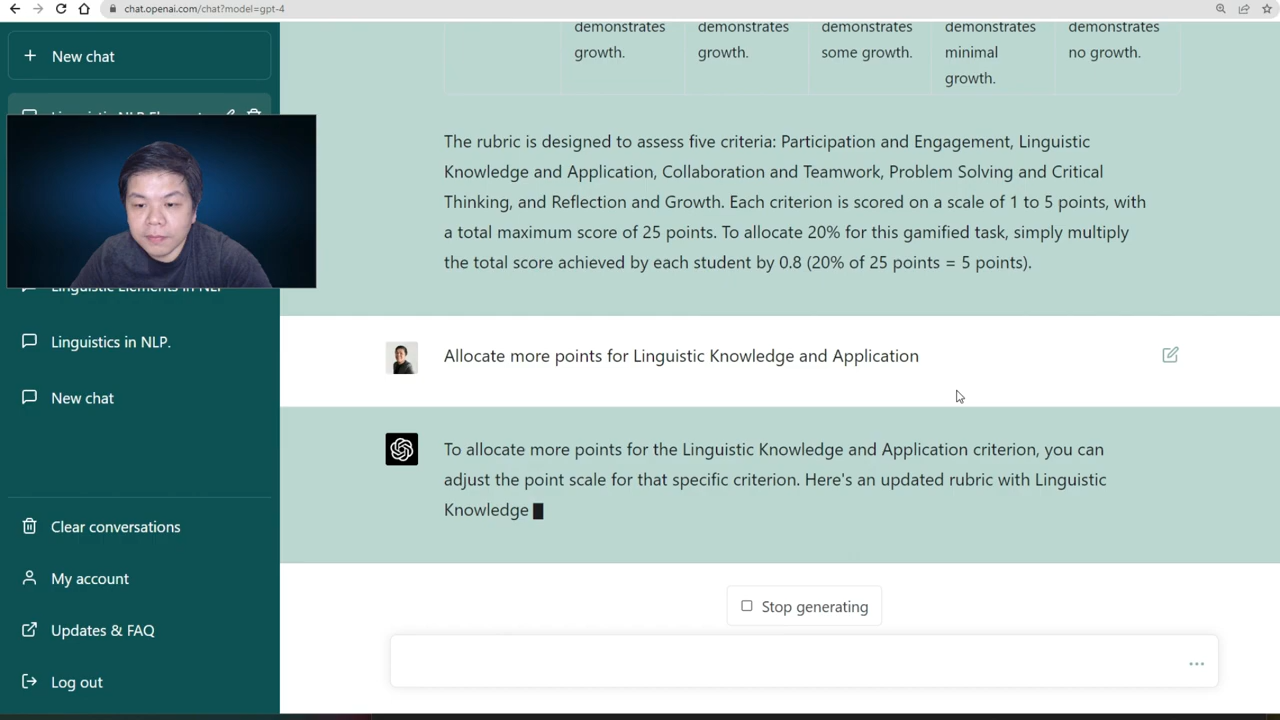 chat.openai.com/chat?model=gpt-4
New chat
Linguistics in NLP.
New chat
Clear conversations
My account
Updates & FAQ
Log out
demonstrates growth.
demonstrates growth.
demonstrates some growth.
demonstrates minimal growth.
demonstrates no growth.
The rubric is designed to assess five criteria: Participation and Engagement, Linguistic
Knowledge and Application, Collaboration and Teamwork, Problem Solving and Critical
Thinking, and Reflection and Growth. Each criterion is scored on a scale of 1 to 5 points, with
a total maximum score of 25 points. To allocate 20% for this gamified task, simply multiply
the total score achieved by each student by 0.8 (20% of 25 points = 5 points).
Allocate more points for Linguistic Knowledge and Application
To allocate more points for the Linguistic Knowledge and Application criterion, you can
adjust the point scale for that specific criterion. Here's an updated rubric with Linguistic
Knowledge
Stop generating